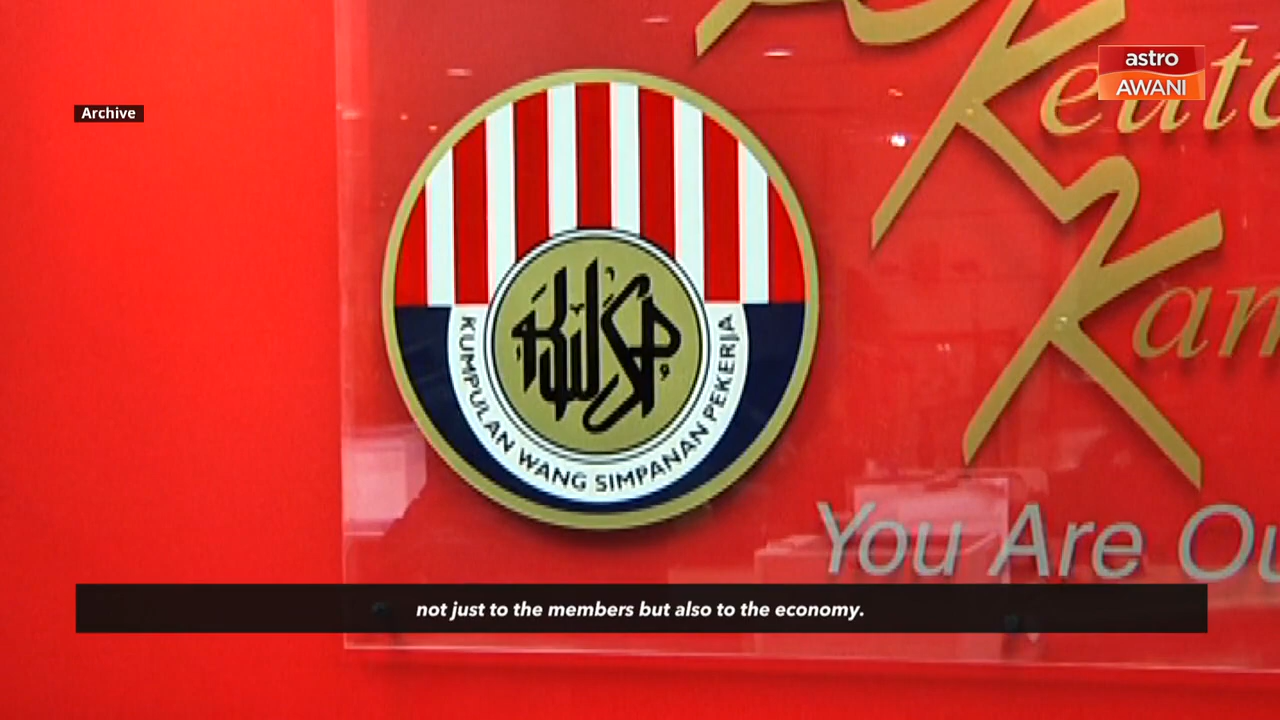 astro
AWANI
Archive
KUMPULAN WANG SIMPANAN PEKERJA
You Are
not just to the members but also to the economy.